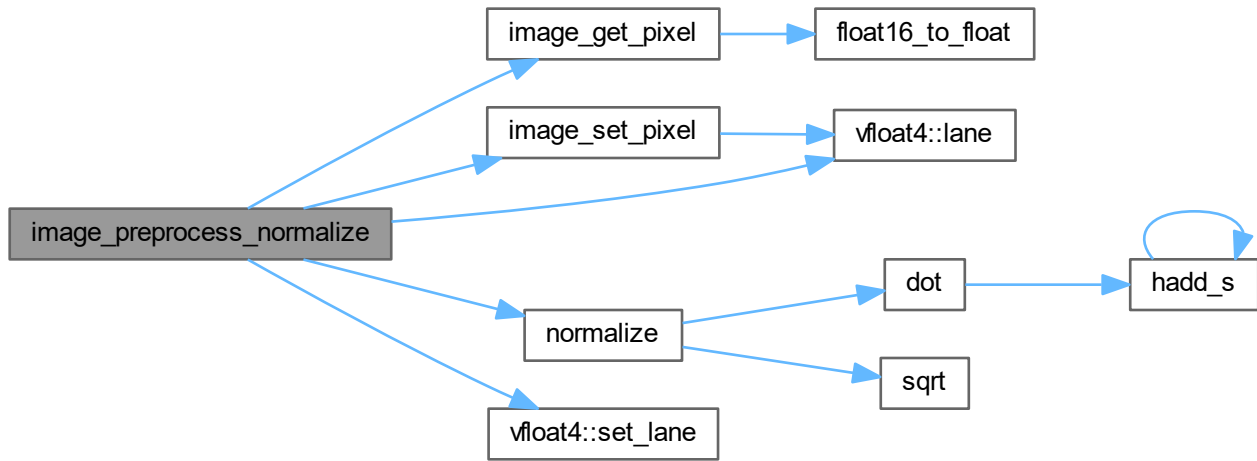 image_get_pixel
float16_to_float
image_set_pixel
vfloat4::lane
image_preprocess_normalize
dot
hadd_s
normalize
sqrt
vfloat4::set_lane